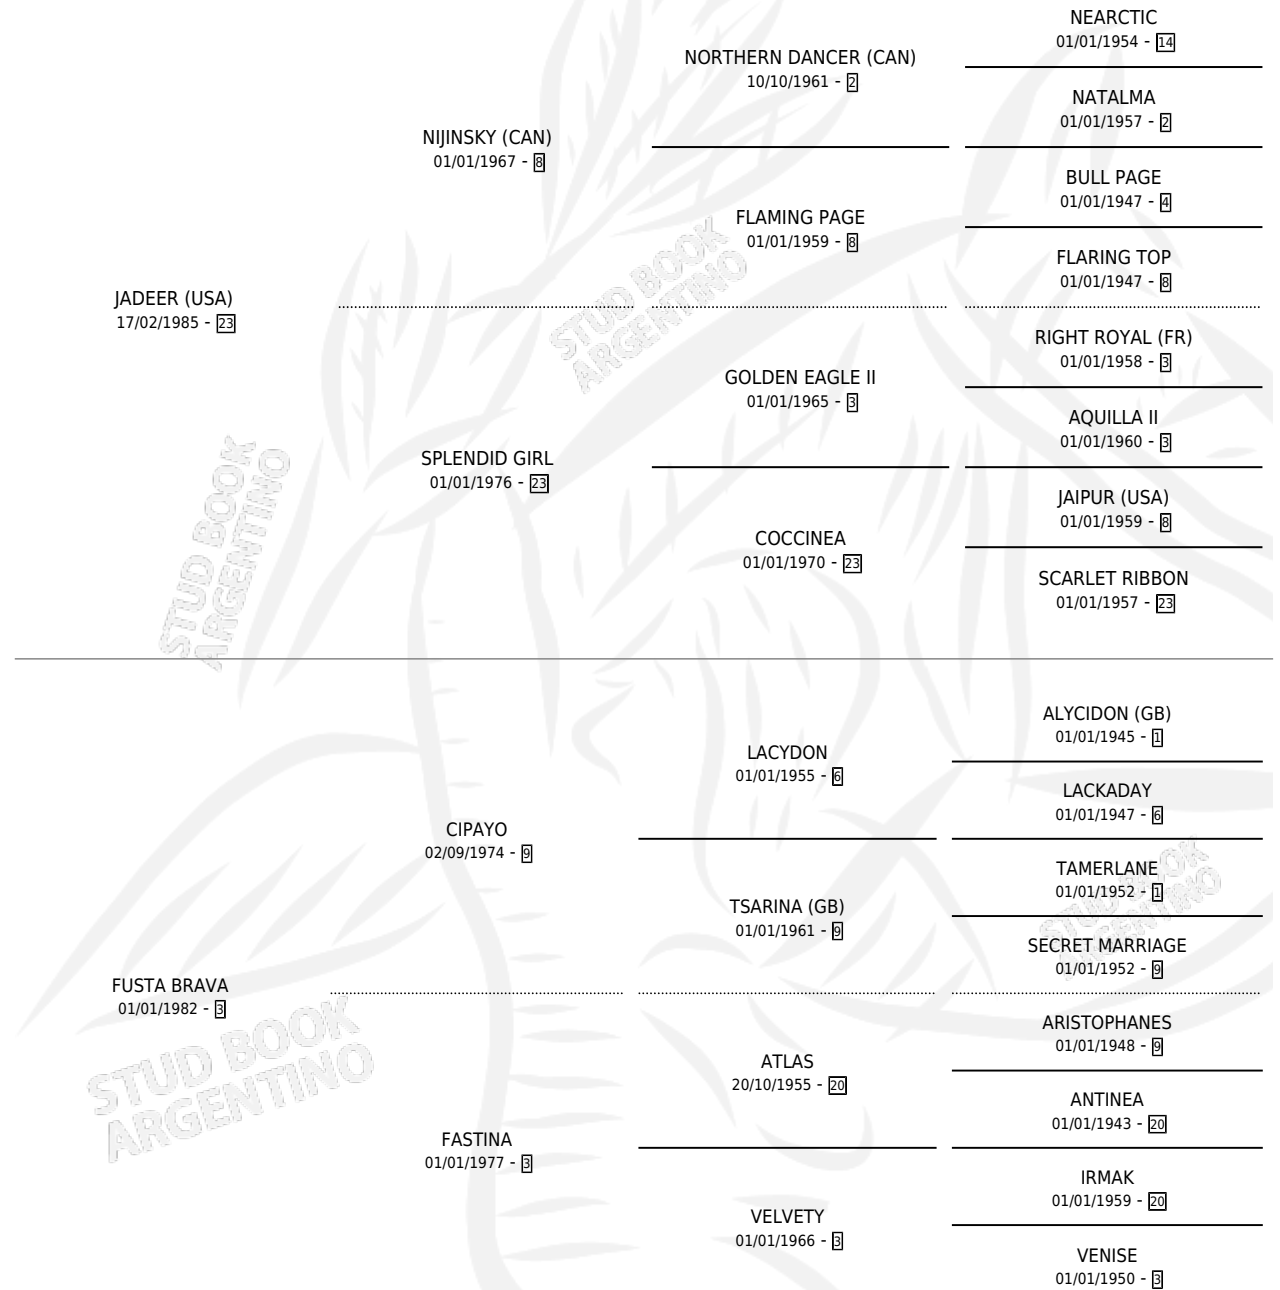 NEARCTIC
01/01/1954 - 14
NORTHERN DANCER (CAN)
10/10/1961 - 2
NATALMA
01/01/1957 - 2
NIJINSKY (CAN)
01/01/1967 - 8
BULL PAGE
01/01/1947 - 4
FLAMING PAGE
01/01/1959 - 8
FLARING TOP
01/01/1947 - 8
JADEER (USA)
17/02/1985 - 23
RIGHT ROYAL (FR)
01/01/1958 - 3
GOLDEN EAGLE II
01/01/1965 - 3
AQUILLA II
01/01/1960 - 3
SPLENDID GIRL
01/01/1976 - 23
JAIPUR (USA)
01/01/1959 - 8
COCCINEA
01/01/1970 - 23
SCARLET RIBBON
01/01/1957 - 23
ALYCIDON (GB)
01/01/1945 - 1
LACYDON
01/01/1955 - 6
LACKADAY
01/01/1947 - 6
CIPAYO
02/09/1974 - 9
TAMERLANE
01/01/1952 - 1
TSARINA (GB)
01/01/1961 - 9
SECRET MARRIAGE
01/01/1952 - 9
FUSTA BRAVA
01/01/1982 - 3
ARISTOPHANES
01/01/1948 - 9
ATLAS
20/10/1955 - 20
ANTINEA
01/01/1943 - 20
FASTINA
01/01/1977 - 3
IRMAK
01/01/1959 - 20
VELVETY
01/01/1966 - 3
VENISE
01/01/1950 - 3
STUD BOOK
ARGENTINO
STUD BOOK
ARGENTINO
STUD BOOK
ARGENTINO
STUD BOOK
ARGENTINO